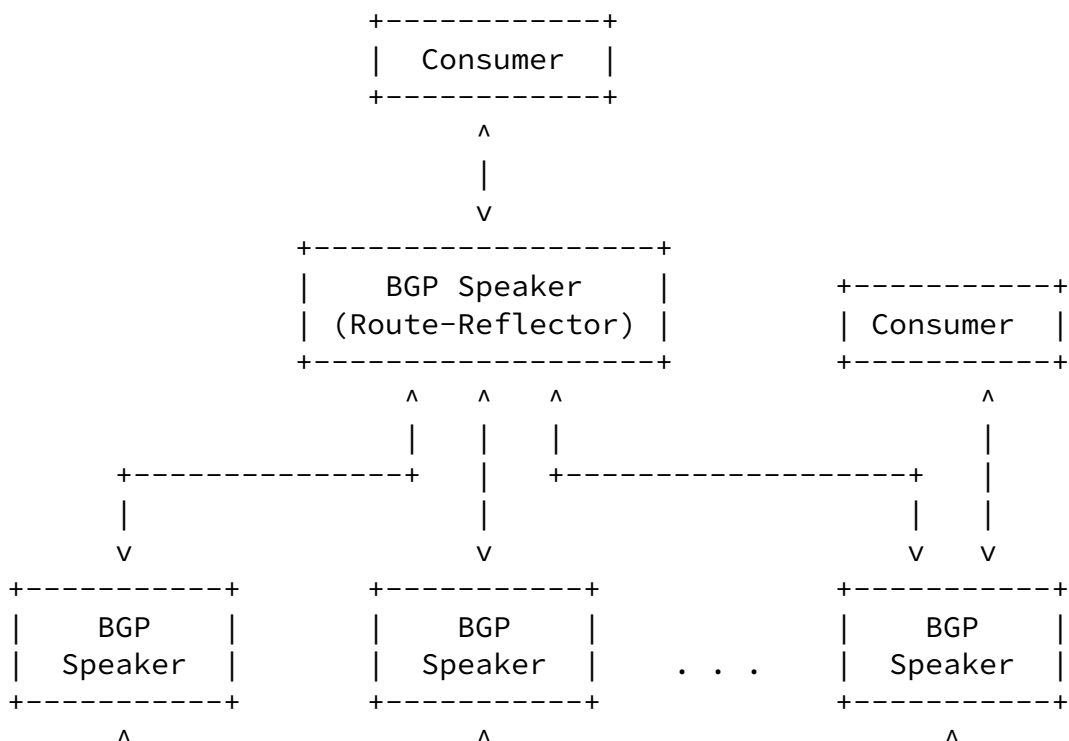 Consumer
BGP Speaker
(Route-Reflector)
Consumer
BGP
Speaker
BGP
Speaker
. . .
BGP
Speaker